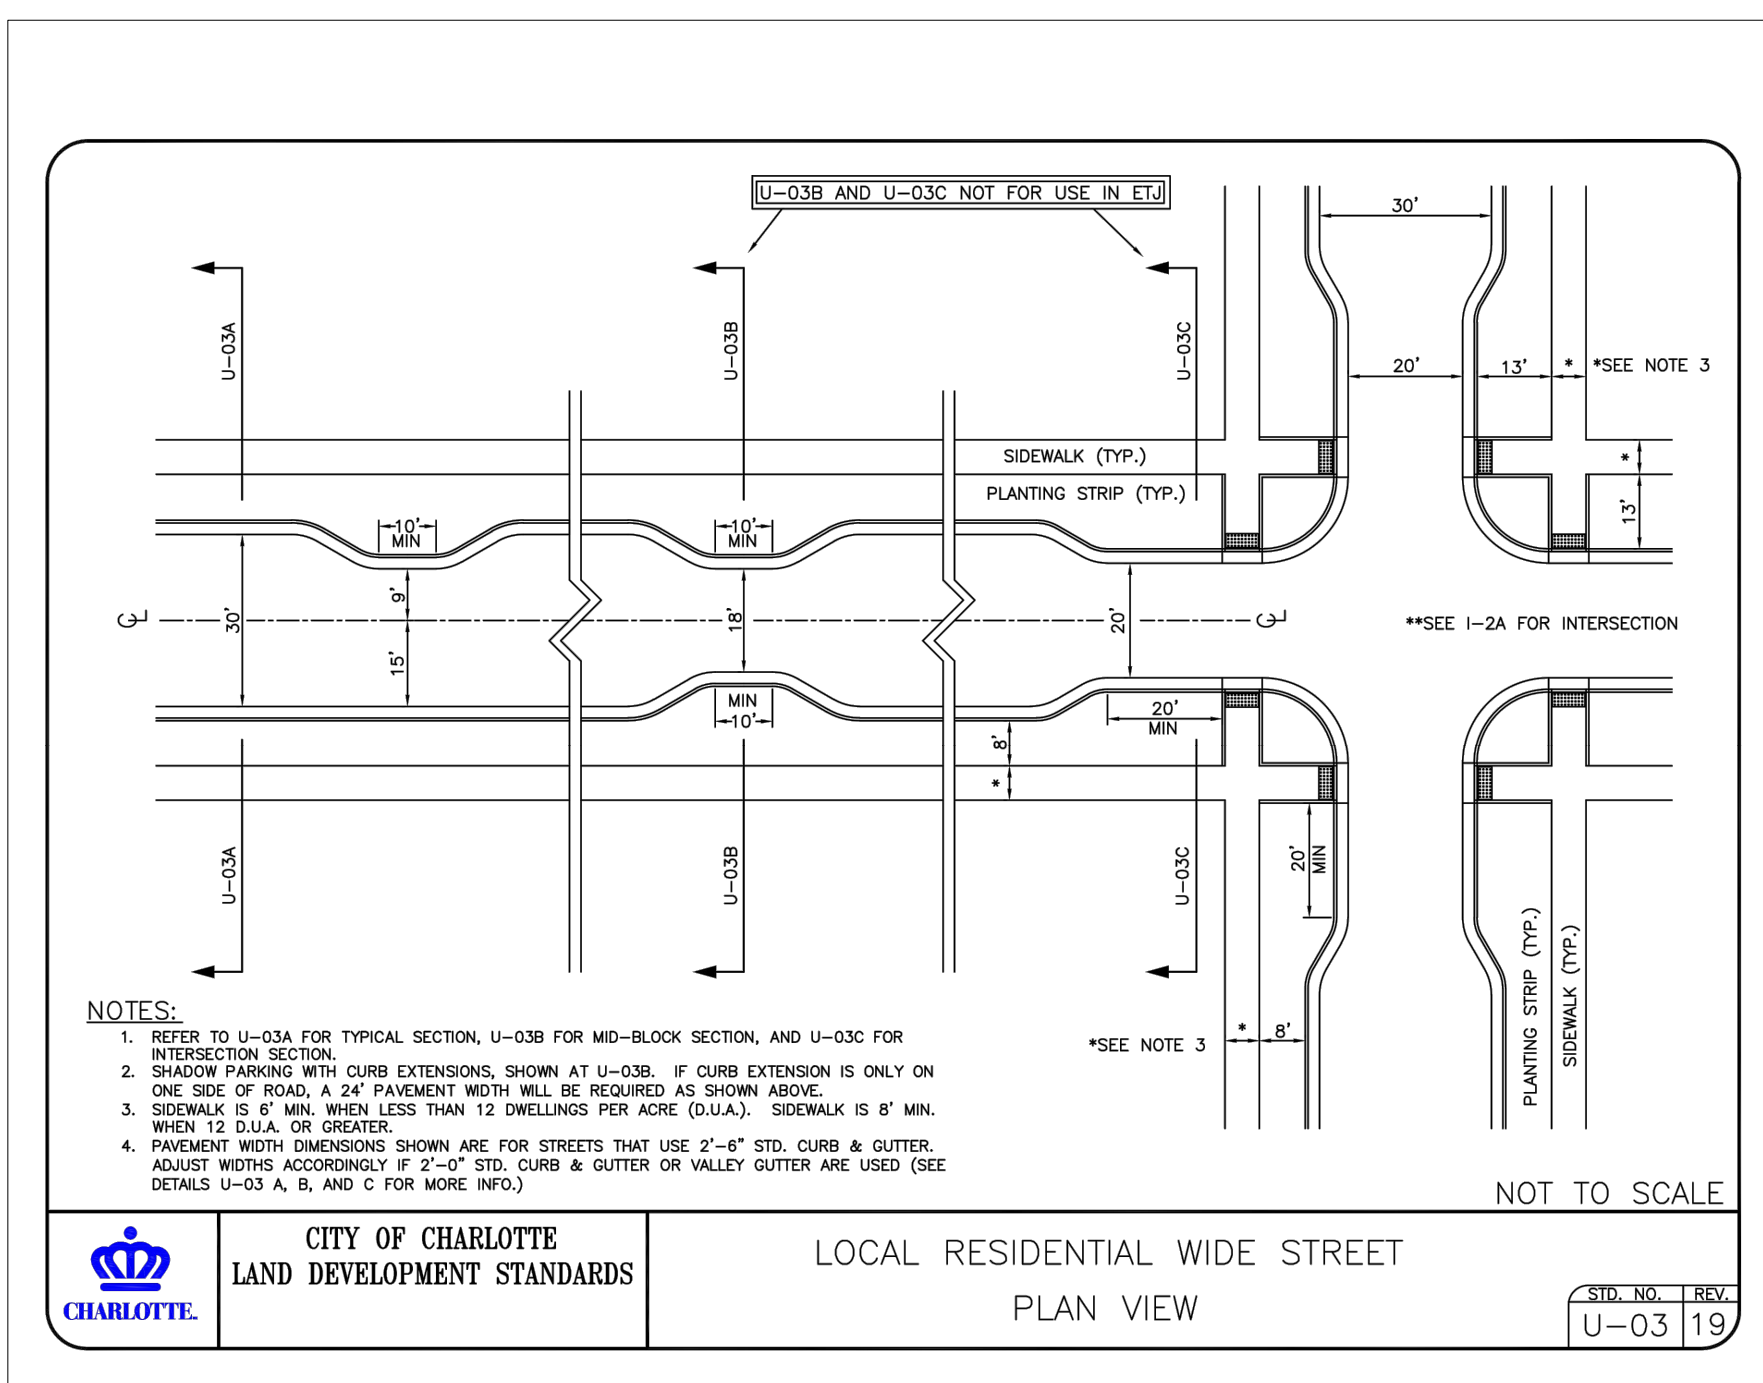 U-03B AND U-03C NOT FOR USE IN ETJ
30'
U-03A
U-03B
U-03C
20'
13'
*
*SEE NOTE 3
SIDEWALK (TYP.)
*
PLANTING STRIP (TYP.)
13'
10'
MIN
10'
MIN
9'
℄
30'
18'
20'
℄
**SEE I-2A FOR INTERSECTION
15'
MIN
10'
20'
MIN
8'
*
U-03A
U-03B
U-03C
20'
MIN
PLANTING STRIP (TYP.)
SIDEWALK (TYP.)
*SEE NOTE 3
*
8'
NOTES:
1. REFER TO U-03A FOR TYPICAL SECTION, U-03B FOR MID-BLOCK SECTION, AND U-03C FOR
INTERSECTION SECTION.
2. SHADOW PARKING WITH CURB EXTENSIONS, SHOWN AT U-03B. IF CURB EXTENSION IS ONLY ON
ONE SIDE OF ROAD, A 24' PAVEMENT WIDTH WILL BE REQUIRED AS SHOWN ABOVE.
3. SIDEWALK IS 6' MIN. WHEN LESS THAN 12 DWELLINGS PER ACRE (D.U.A.). SIDEWALK IS 8' MIN.
WHEN 12 D.U.A. OR GREATER.
4. PAVEMENT WIDTH DIMENSIONS SHOWN ARE FOR STREETS THAT USE 2'-6" STD. CURB & GUTTER.
ADJUST WIDTHS ACCORDINGLY IF 2'-0" STD. CURB & GUTTER OR VALLEY GUTTER ARE USED (SEE
DETAILS U-03 A, B, AND C FOR MORE INFO.)
NOT TO SCALE
CHARLOTTE.
CITY OF CHARLOTTE
LAND DEVELOPMENT STANDARDS
LOCAL RESIDENTIAL WIDE STREET
PLAN VIEW
STD. NO.
REV.
U-03
19